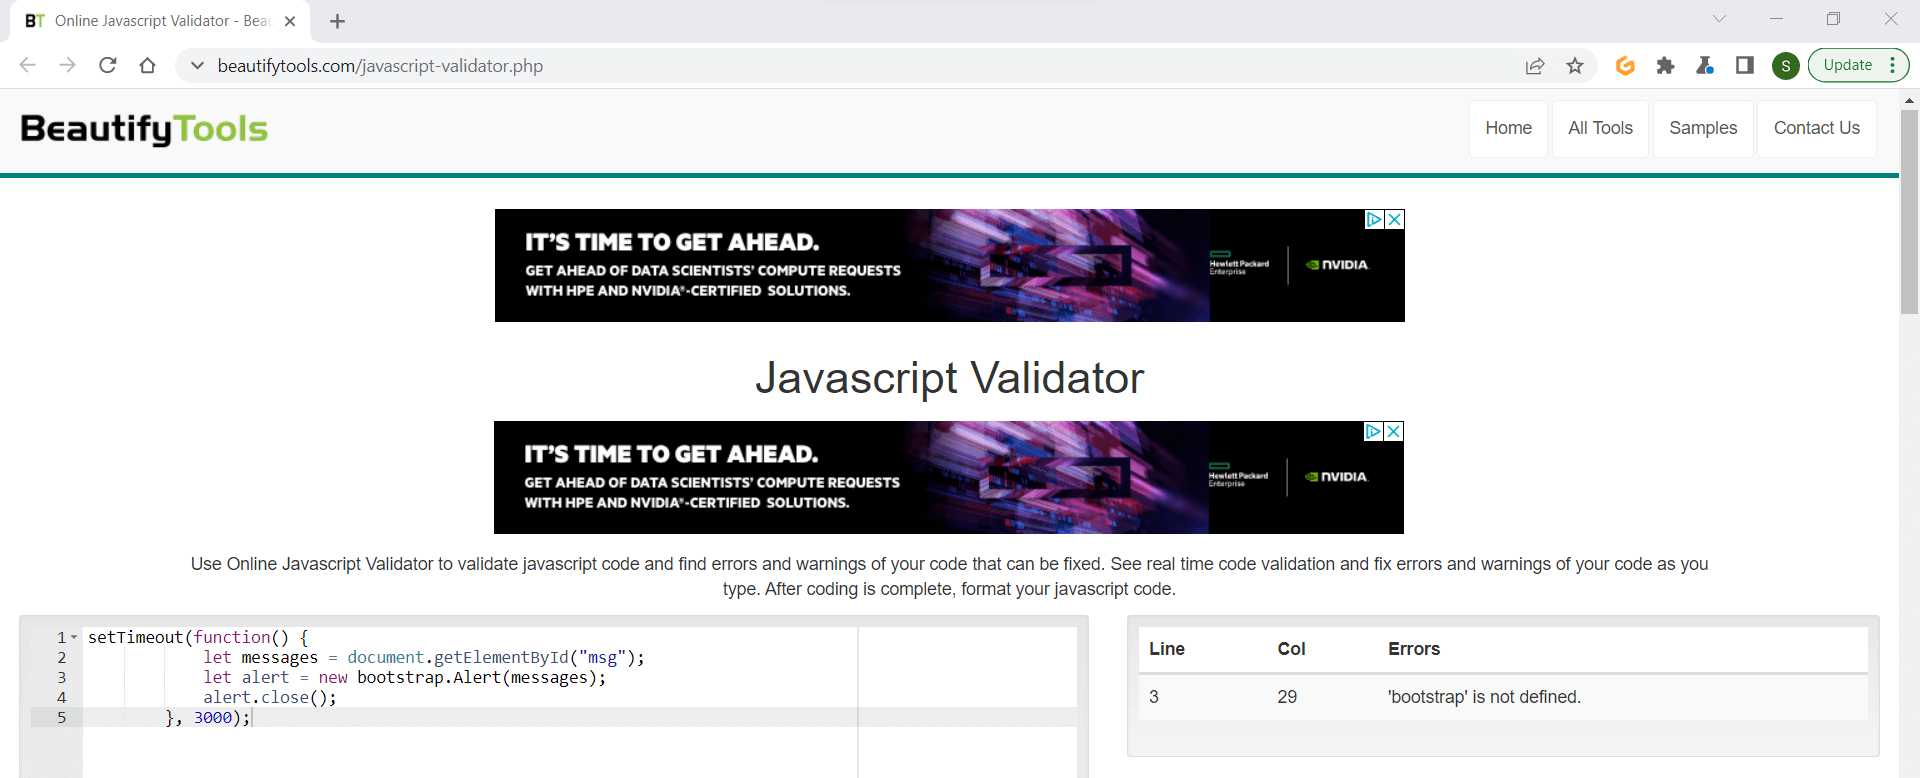 BT Online Javascript Validator - Beau
beautifytools.com/javascript-validator.php
S
Update
BeautifyTools
Home
All Tools
Samples
Contact Us
IT'S TIME TO GET AHEAD.
GET AHEAD OF DATA SCIENTISTS' COMPUTE REQUESTS
WITH HPE AND NVIDIA®-CERTIFIED SOLUTIONS.
Hewlett Packard
Enterprise
NVIDIA.
Javascript Validator
IT'S TIME TO GET AHEAD.
GET AHEAD OF DATA SCIENTISTS' COMPUTE REQUESTS
WITH HPE AND NVIDIA®-CERTIFIED SOLUTIONS.
Hewlett Packard
Enterprise
NVIDIA.
Use Online Javascript Validator to validate javascript code and find errors and warnings of your code that can be fixed. See real time code validation and fix errors and warnings of your code as you
type. After coding is complete, format your javascript code.
1 setTimeout(function() {
2 let messages = document.getElementById("msg");
3 let alert = new bootstrap.Alert(messages);
4 alert.close();
5 }, 3000);
Line Col Errors
3 29 'bootstrap' is not defined.